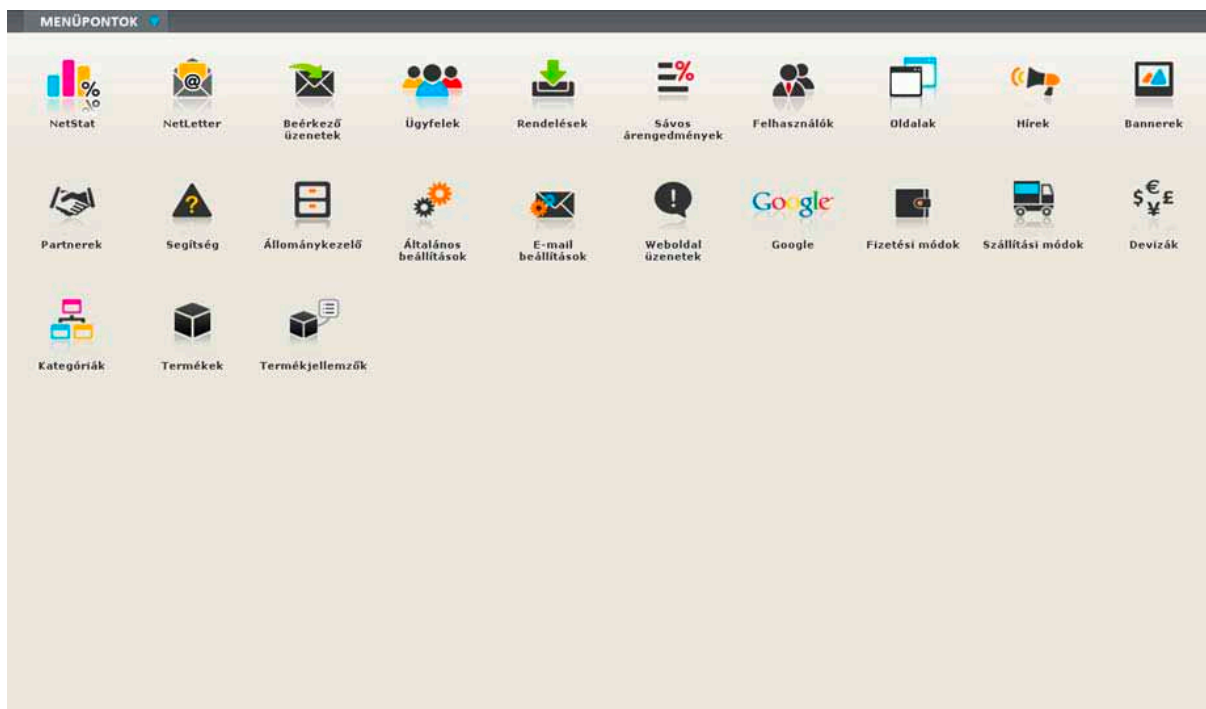 MENÜPONTOK
NetStat
NetLetter
Beérkező
üzenetek
Ügyfelek
Rendelések
Sávos
árengedmények
Felhasználók
Oldalak
Hírek
Bannerek
Partnerek
Segítség
Állománykezelő
Általános
beállítások
E-mail
beállítások
Weboldal
üzenetek
Google
Google
Fizetési módok
Szállítási módok
Devizák
Kategóriák
Termékek
Termékjellemzők